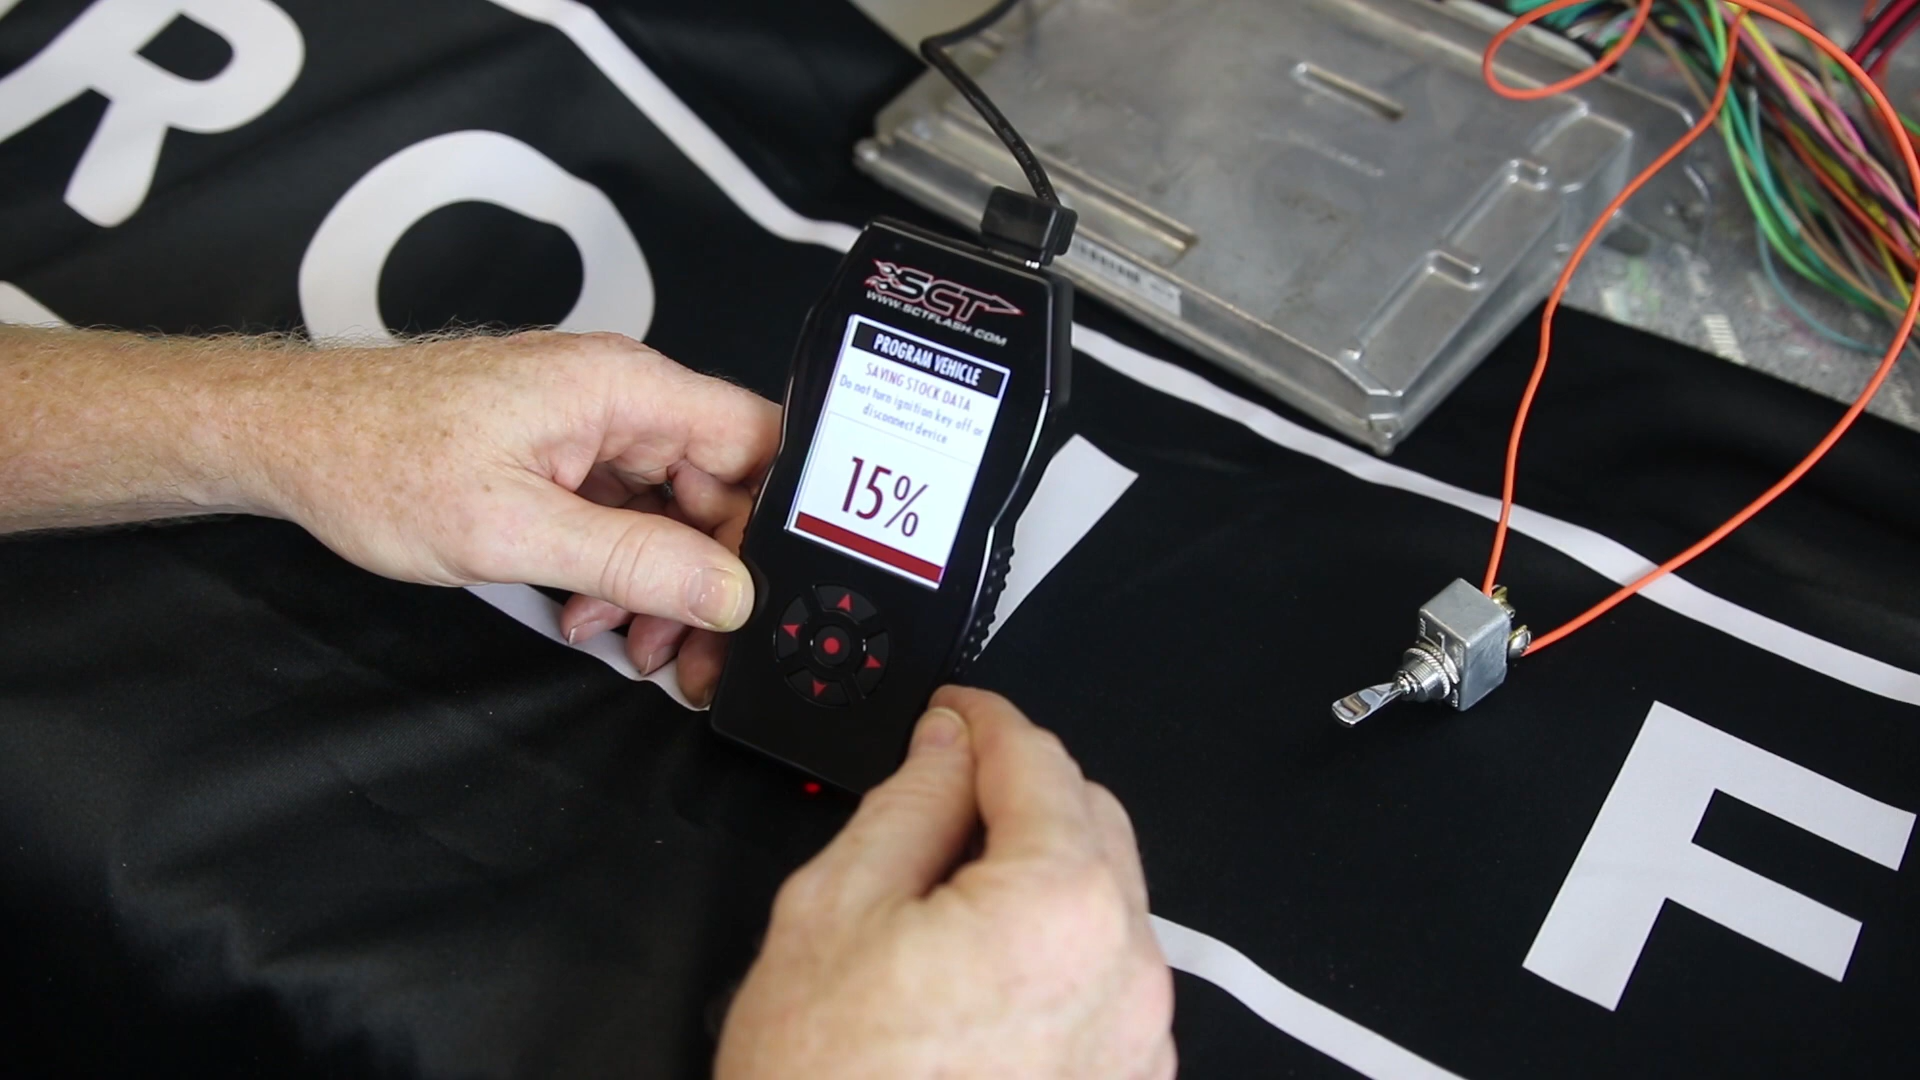 R
O
F
SCT
WWW.SCTFLASH.COM
PROGRAM VEHICLE
SAVING STOCK DATA
Do not turn ignition key off or
disconnect device
15%